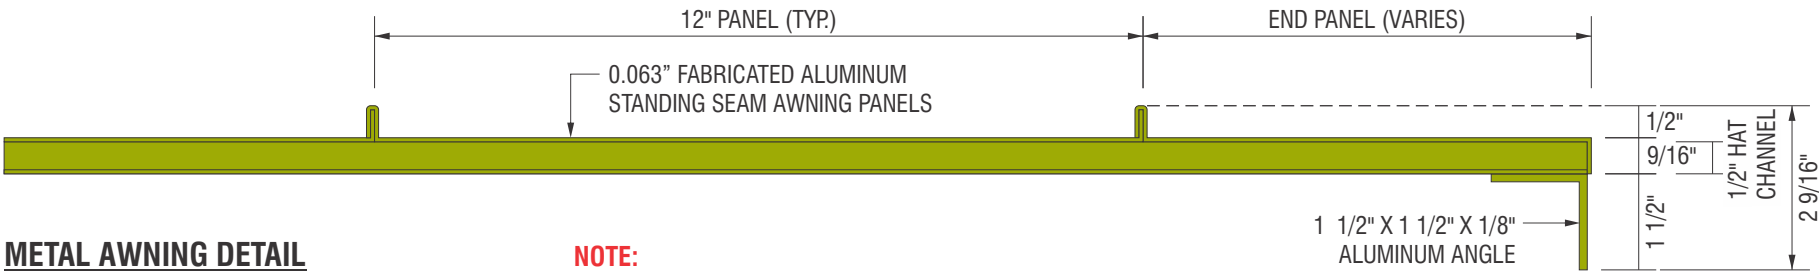 12" PANEL (TYP.)
END PANEL (VARIES)
0.063” FABRICATED ALUMINUM
STANDING SEAM AWNING PANELS
1/2"
9/16"
1/2" HAT
CHANNEL
2 9/16"
1 1/2"
1 1/2" X 1 1/2" X 1/8"
ALUMINUM ANGLE
METAL AWNING DETAIL
NOTE: